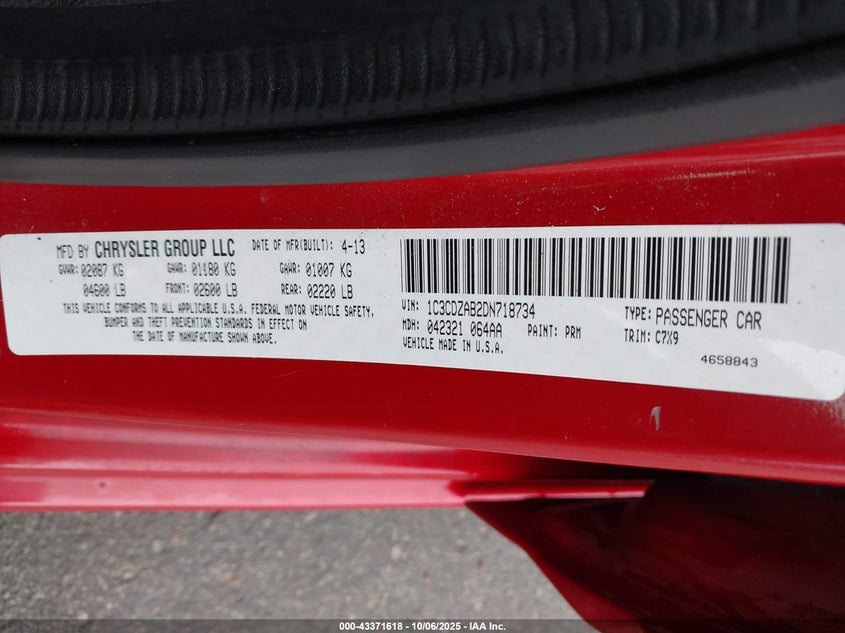 MFD BY CHRYSLER GROUP LLC DATE OF MFR(BUILT): 4-13
GVWR: 02087 KG GAWR: 01180 KG GAWR: 01007 KG
04600 LB FRONT: 02600 LB REAR: 02220 LB
THIS VEHICLE CONFORMS TO ALL APPLICABLE U.S.A. FEDERAL MOTOR VEHICLE SAFETY,
BUMPER AND THEFT PREVENTION STANDARDS IN EFFECT ON
THE DATE OF MANUFACTURE SHOWN ABOVE.
VIN: 1C3CDZAB2DN718734 TYPE: PASSENGER CAR
MDH: 042321 064AA PAINT: PRM TRIM: C7X9
VEHICLE MADE IN U.S.A. 4658843
000-43371618 - 10/06/2025 - IAA Inc.